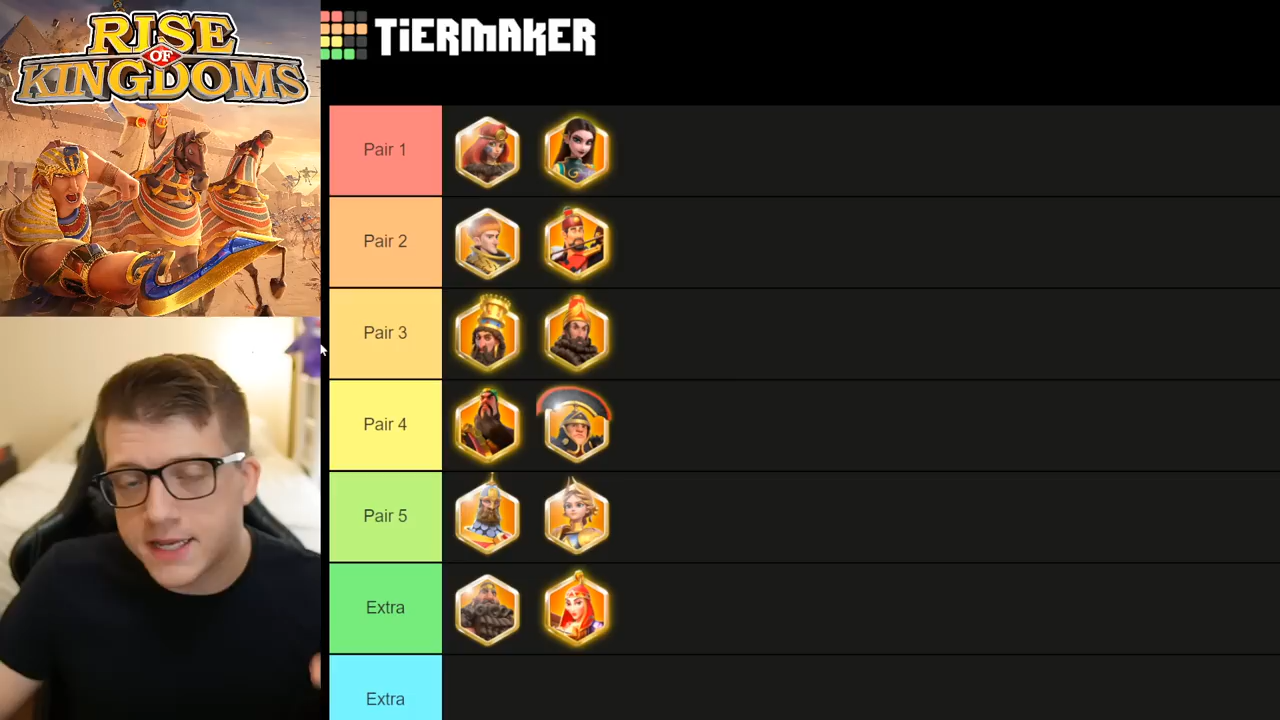 RISE
OF
KINGDOMS
TIERMAKER
Pair 1
Pair 2
Pair 3
Pair 4
Pair 5
Extra
Extra